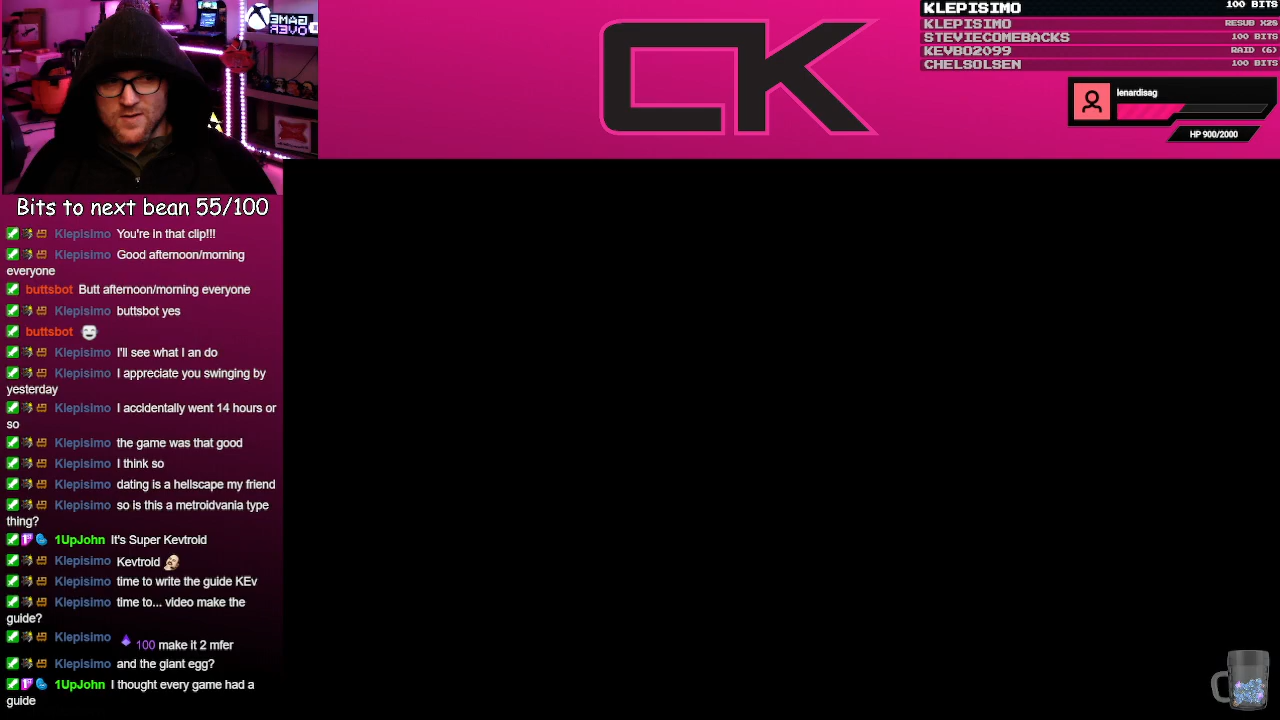 GAME
OVER
CK
KLEPISIMO 100 BITS
KLEPISIMO RESUB X26
STEVIECOMEBACKS 100 BITS
KEVBO2099 RAID (6)
CHELSOLSEN 100 BITS
lenardisag
HP 900/2000
Bits to next bean 55/100
Klepisimo You're in that clip!!!
Klepisimo Good afternoon/morning
everyone
buttsbot Butt afternoon/morning everyone
Klepisimo buttsbot yes
buttsbot
Klepisimo I'll see what I an do
Klepisimo I appreciate you swinging by
yesterday
Klepisimo I accidentally went 14 hours or
so
Klepisimo the game was that good
Klepisimo I think so
Klepisimo dating is a hellscape my friend
Klepisimo so is this a metroidvania type
thing?
1UpJohn It's Super Kevtroid
Klepisimo Kevtroid
Klepisimo time to write the guide KEv
Klepisimo time to... video make the
guide?
Klepisimo 100 make it 2 mfer
Klepisimo and the giant egg?
1UpJohn I thought every game had a
guide